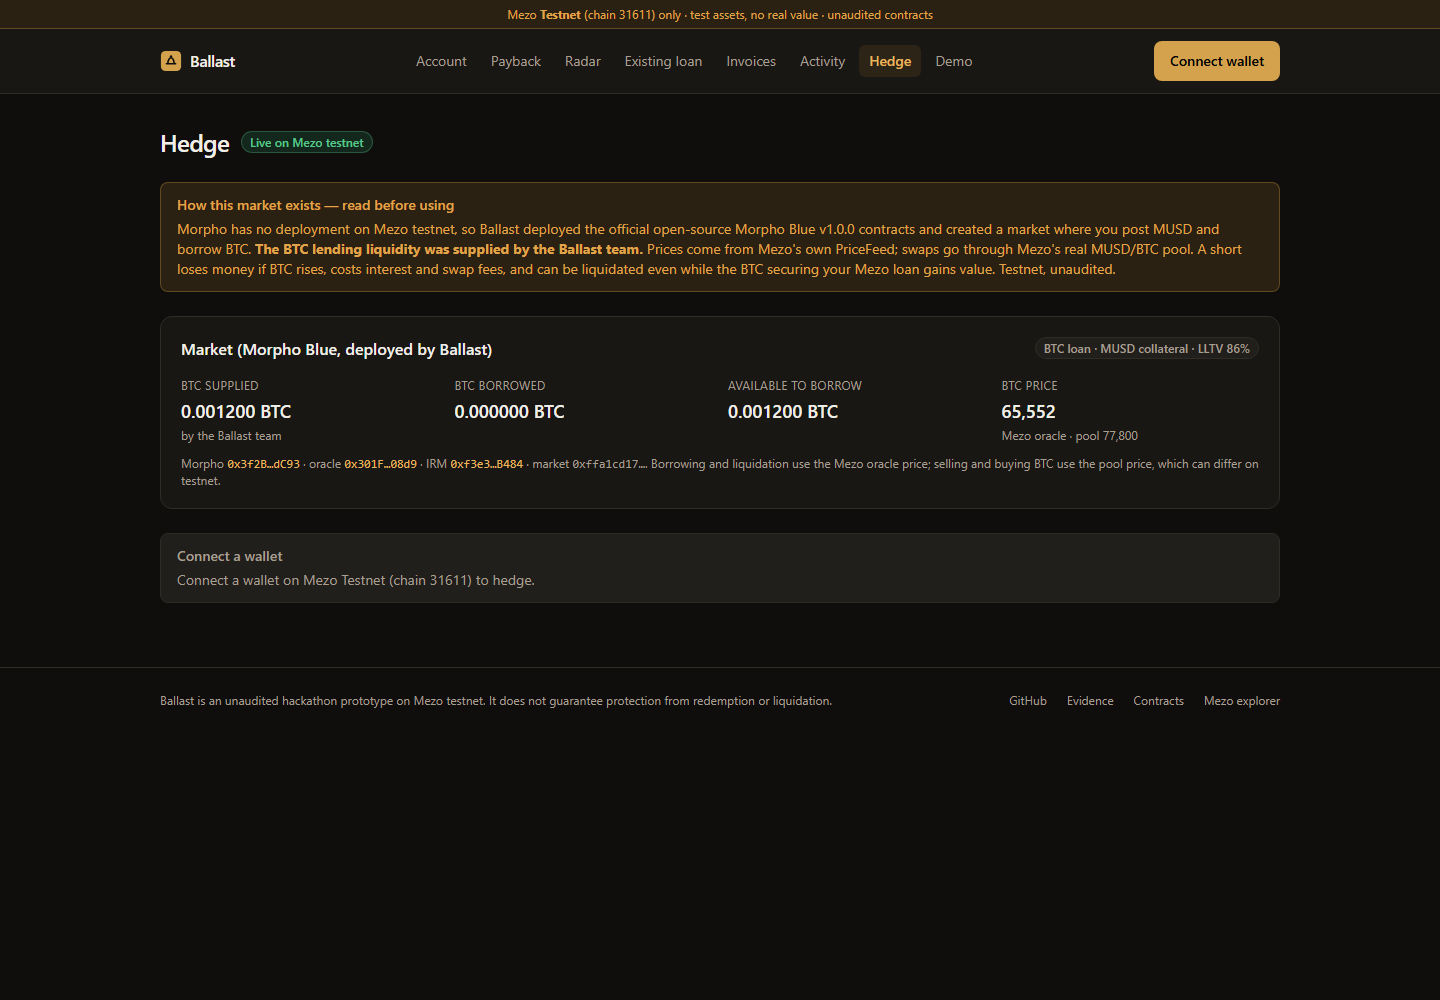 Mezo Testnet (chain 31611) only · test assets, no real value · unaudited contracts
Ballast
Account Payback Radar Existing loan Invoices Activity Hedge Demo
Connect wallet
Hedge Live on Mezo testnet
How this market exists — read before using
Morpho has no deployment on Mezo testnet, so Ballast deployed the official open-source Morpho Blue v1.0.0 contracts and created a market where you post MUSD and
borrow BTC. The BTC lending liquidity was supplied by the Ballast team. Prices come from Mezo's own PriceFeed; swaps go through Mezo's real MUSD/BTC pool. A short
loses money if BTC rises, costs interest and swap fees, and can be liquidated even while the BTC securing your Mezo loan gains value. Testnet, unaudited.
Market (Morpho Blue, deployed by Ballast)
BTC loan · MUSD collateral · LLTV 86%
BTC SUPPLIED BTC BORROWED AVAILABLE TO BORROW BTC PRICE
0.001200 BTC 0.000000 BTC 0.001200 BTC 65,552
by the Ballast team Mezo oracle · pool 77,800
Morpho 0x3f2B…dC93 · oracle 0x301F…08d9 · IRM 0xf3e3…B484 · market 0xffa1cd17…. Borrowing and liquidation use the Mezo oracle price; selling and buying BTC use the pool price, which can differ on
testnet.
Connect a wallet
Connect a wallet on Mezo Testnet (chain 31611) to hedge.
Ballast is an unaudited hackathon prototype on Mezo testnet. It does not guarantee protection from redemption or liquidation.
GitHub Evidence Contracts Mezo explorer